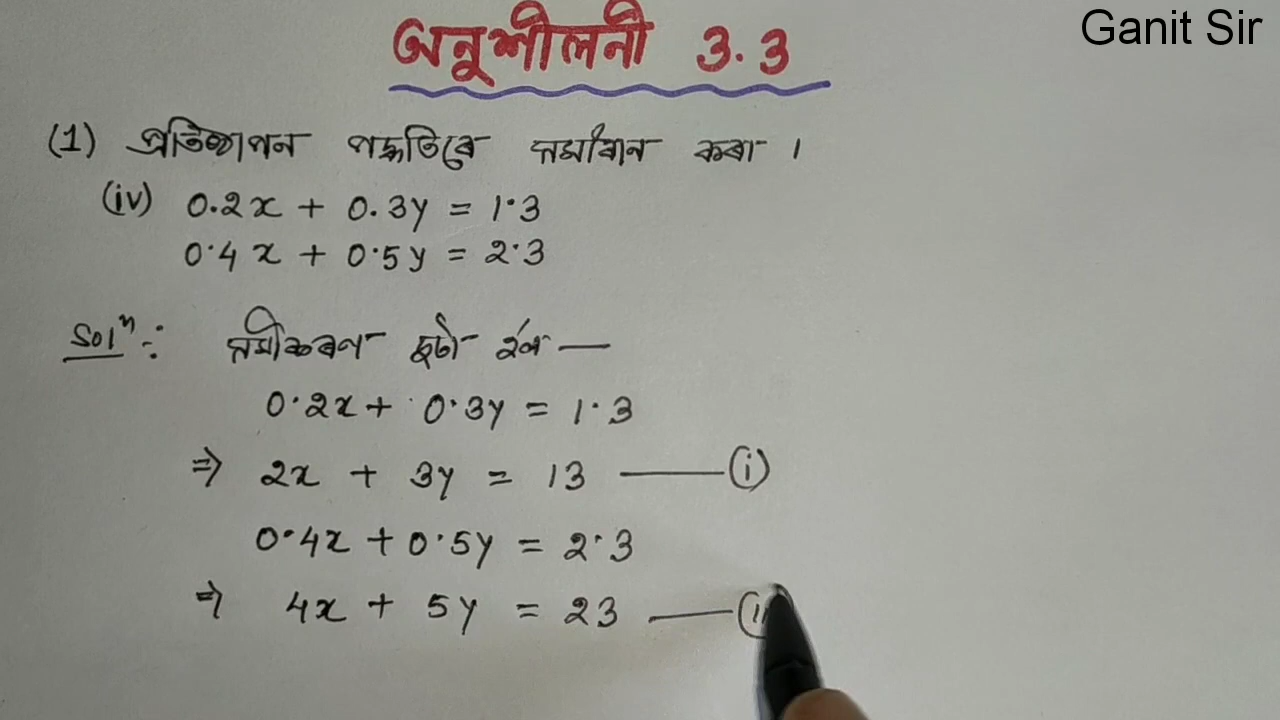 Ganit Sir
অনুশীলনী 3.3
(1) প্ৰতিস্থাপন পদ্ধতিৰে সমাধান কৰা ।
(iv) 0.2x + 0.3y = 1.3
0.4x + 0.5y = 2.3
Solⁿ :- সমীকৰণ দুটা হ'ল —
0.2x + 0.3y = 1.3
⇒ 2x + 3y = 13 —— (i)
0.4x + 0.5y = 2.3
⇒ 4x + 5y = 23 ——